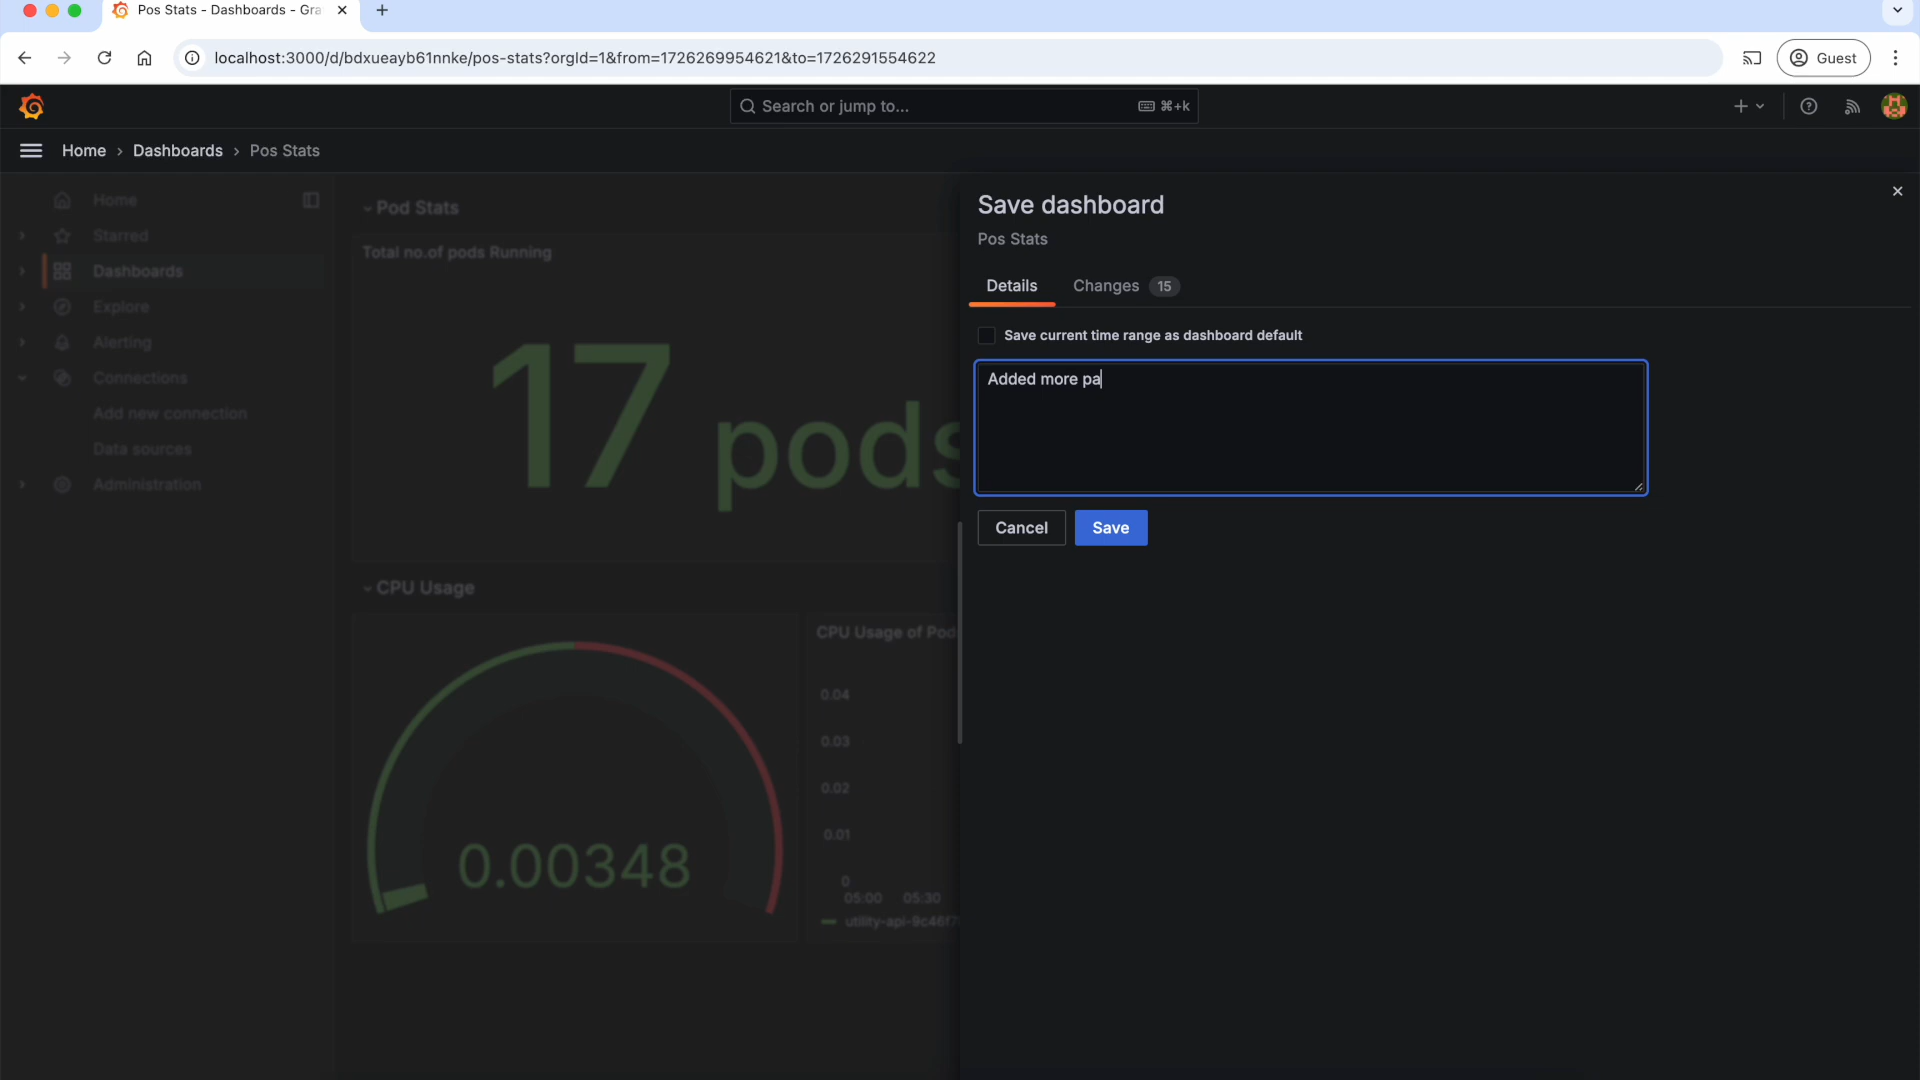 Pos Stats - Dashboards - Gra
localhost:3000/d/bdxueayb61nnke/pos-stats?orgId=1&from=1726269954621&to=1726291554622
Guest
Search or jump to...
⌘+k
Home › Dashboards › Pos Stats
Home
Starred
Dashboards
Explore
Alerting
Connections
Add new connection
Data sources
Administration
Pod Stats
Total no.of pods Running
17 pods
CPU Usage
0.00348
CPU Usage of Pod
0.04
0.03
0.02
0.01
0
05:00 05:30
utility-api-9c46f7
Save dashboard
Pos Stats
Details
Changes 15
Save current time range as dashboard default
Added more pa
Cancel
Save